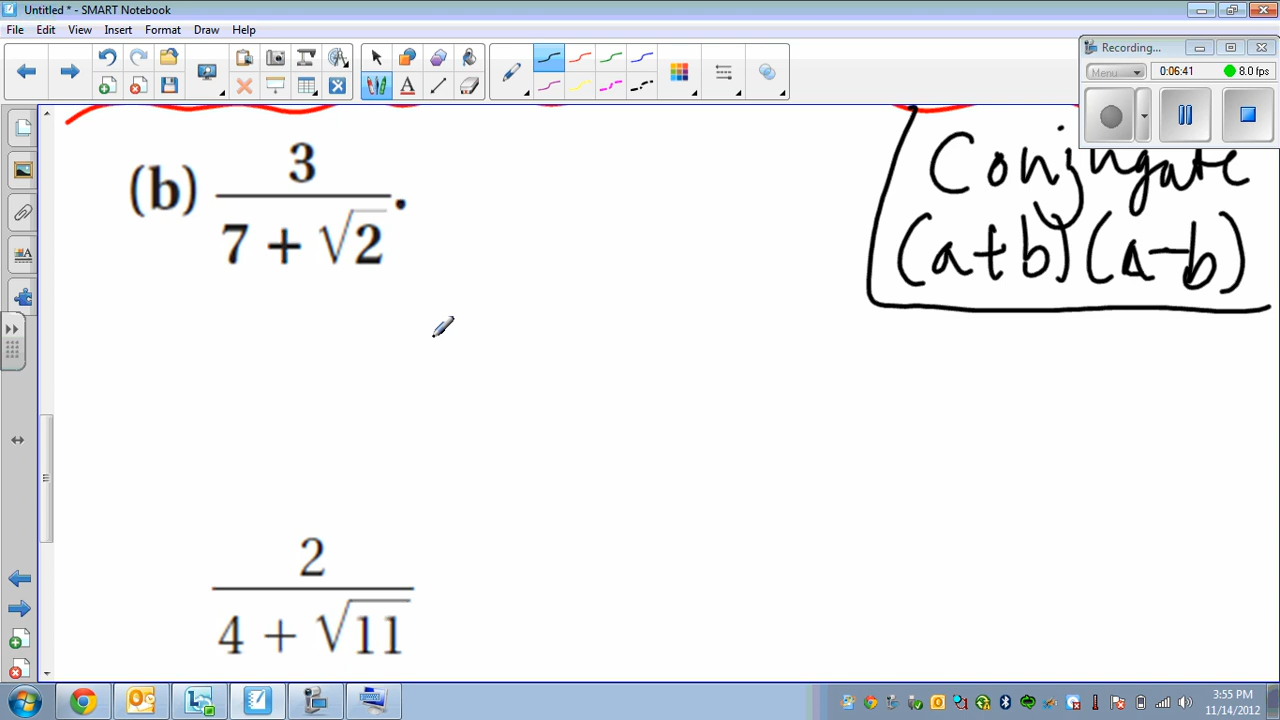 Untitled * - SMART Notebook
File Edit View Insert Format Draw Help
Recording...
Menu
0:06:41
8.0 fps
(b) 3 / (7 + √2).
Conjugate
(a+b)(a-b)
2 / (4 + √11)
3:55 PM
11/14/2012